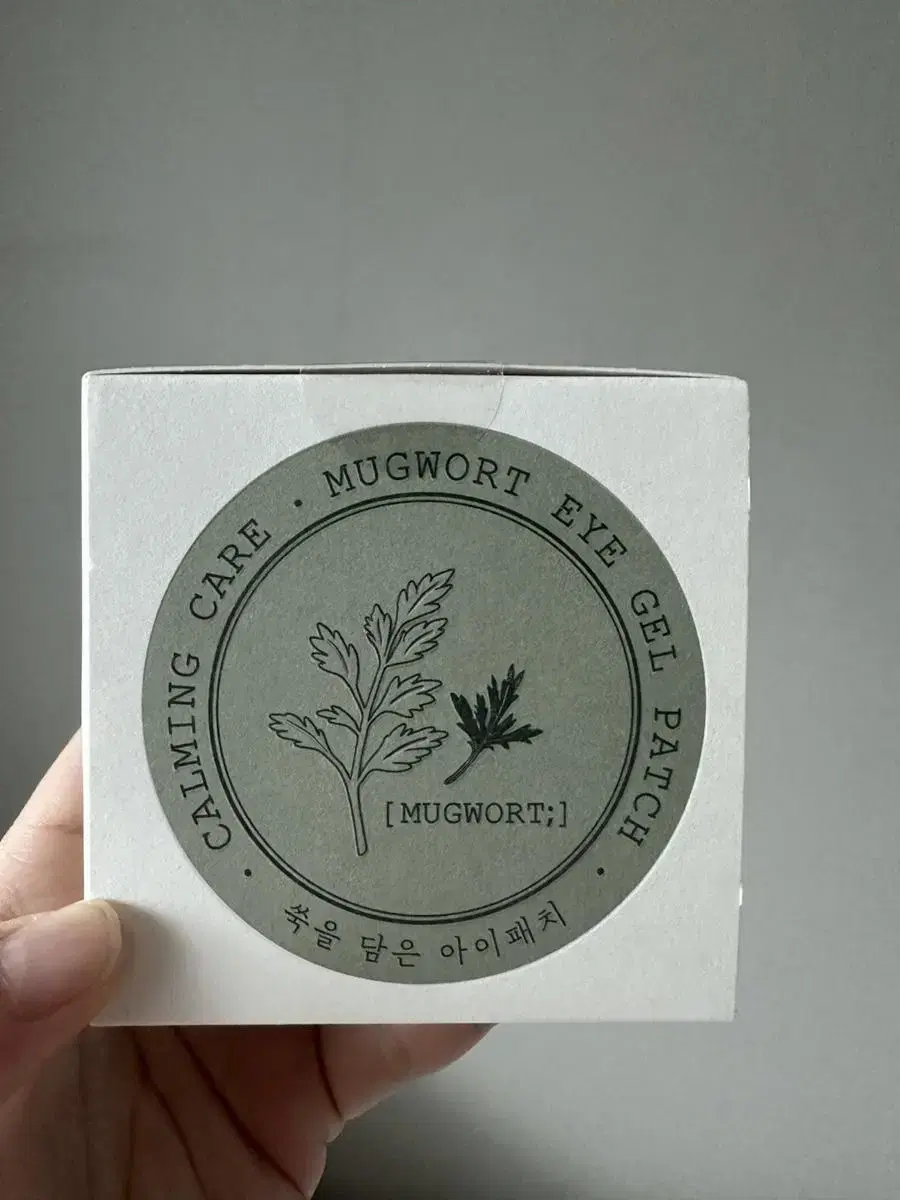 CALMING CARE · MUGWORT EYE GEL PATCH ·
[MUGWORT;]
쑥을 담은 아이패치